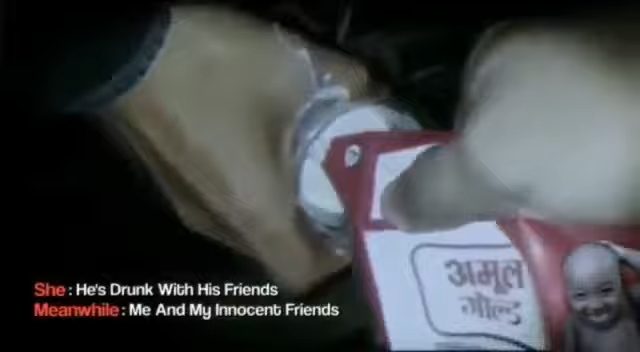 अमूल
गोल्ड
She : He's Drunk With His Friends
Meanwhile : Me And My Innocent Friends